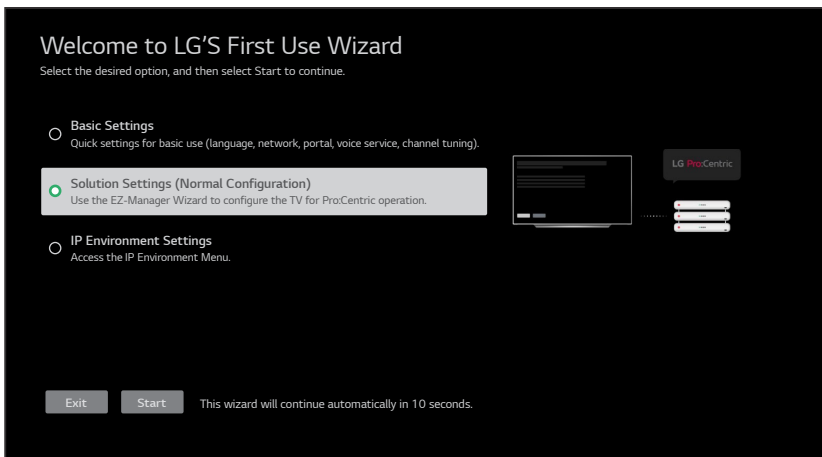 Welcome to LG'S First Use Wizard
Select the desired option, and then select Start to continue.
Basic Settings
Quick settings for basic use (language, network, portal, voice service, channel tuning).
Solution Settings (Normal Configuration)
Use the EZ-Manager Wizard to configure the TV for Pro:Centric operation.
LG Pro:Centric
IP Environment Settings
Access the IP Environment Menu.
Exit
Start
This wizard will continue automatically in 10 seconds.